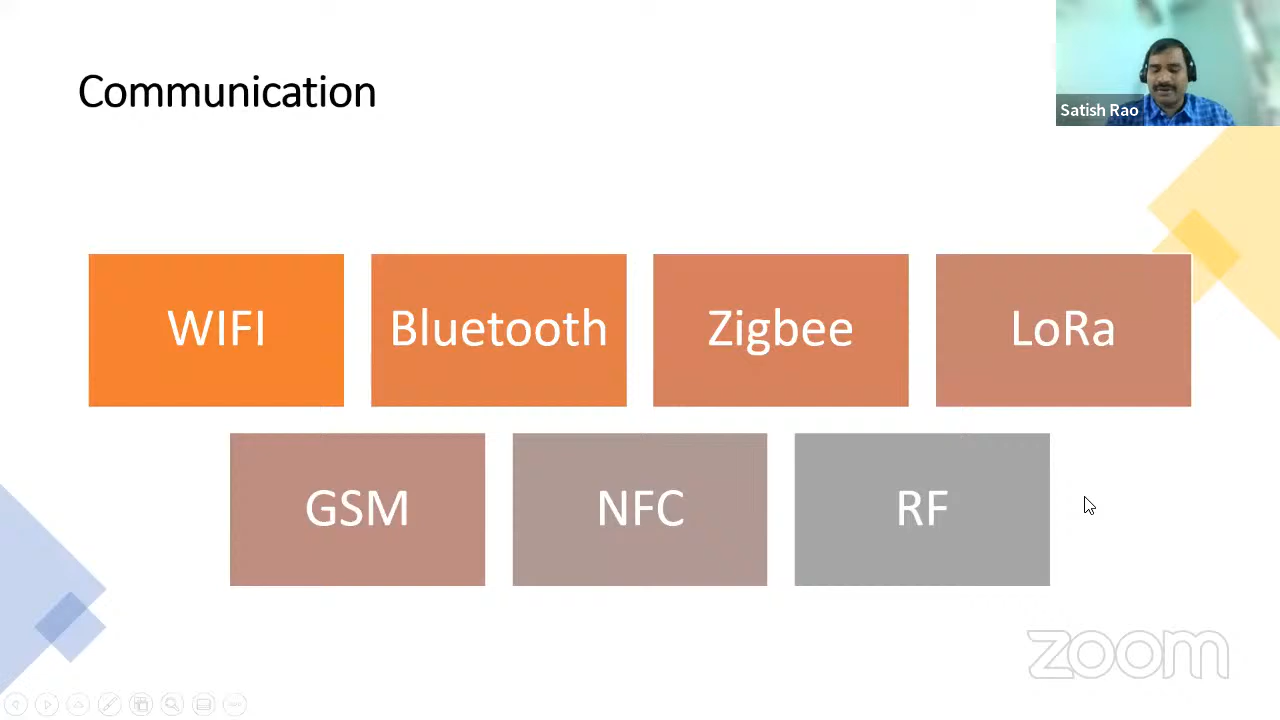 Communication
Satish Rao
WIFI
Bluetooth
Zigbee
LoRa
GSM
NFC
RF
zoom